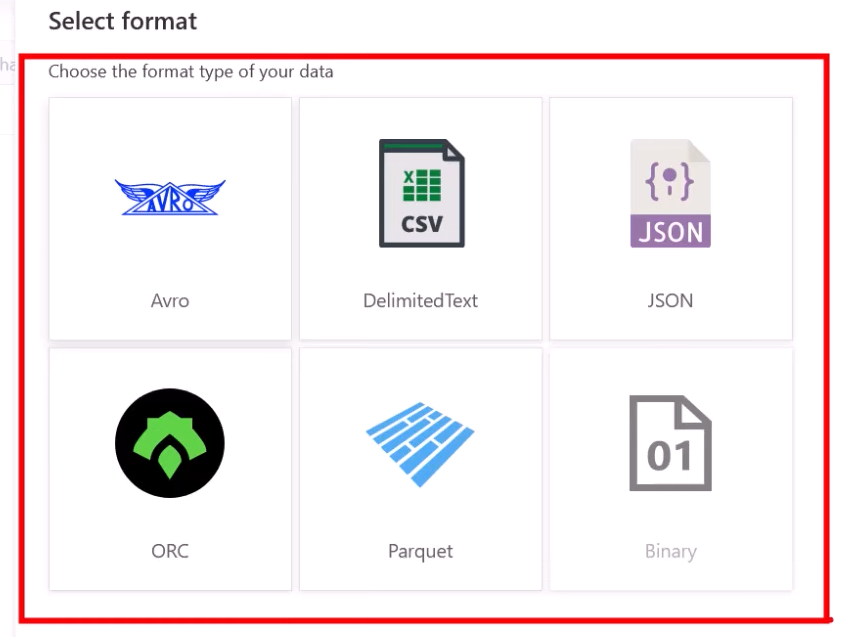 Select format
ha
Choose the format type of your data
AVRO
X
CSV
{i}
JSON
Avro
DelimitedText
JSON
01
ORC
Parquet
Binary